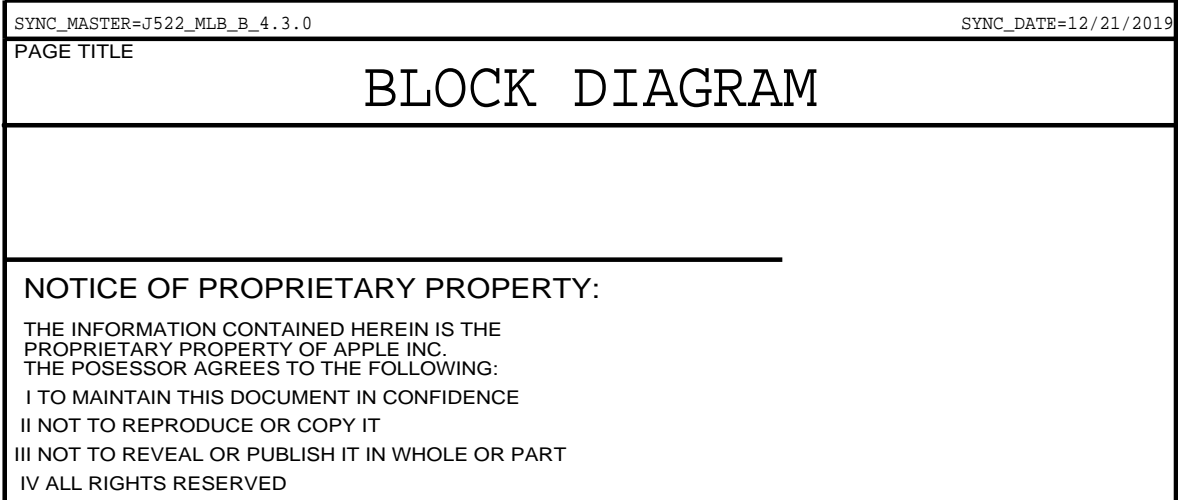 SYNC_MASTER=J522_MLB_B_4.3.0 SYNC_DATE=12/21/2019
PAGE TITLE
BLOCK DIAGRAM
NOTICE OF PROPRIETARY PROPERTY:
THE INFORMATION CONTAINED HEREIN IS THE
PROPRIETARY PROPERTY OF APPLE INC.
THE POSESSOR AGREES TO THE FOLLOWING:
I TO MAINTAIN THIS DOCUMENT IN CONFIDENCE
II NOT TO REPRODUCE OR COPY IT
III NOT TO REVEAL OR PUBLISH IT IN WHOLE OR PART
IV ALL RIGHTS RESERVED